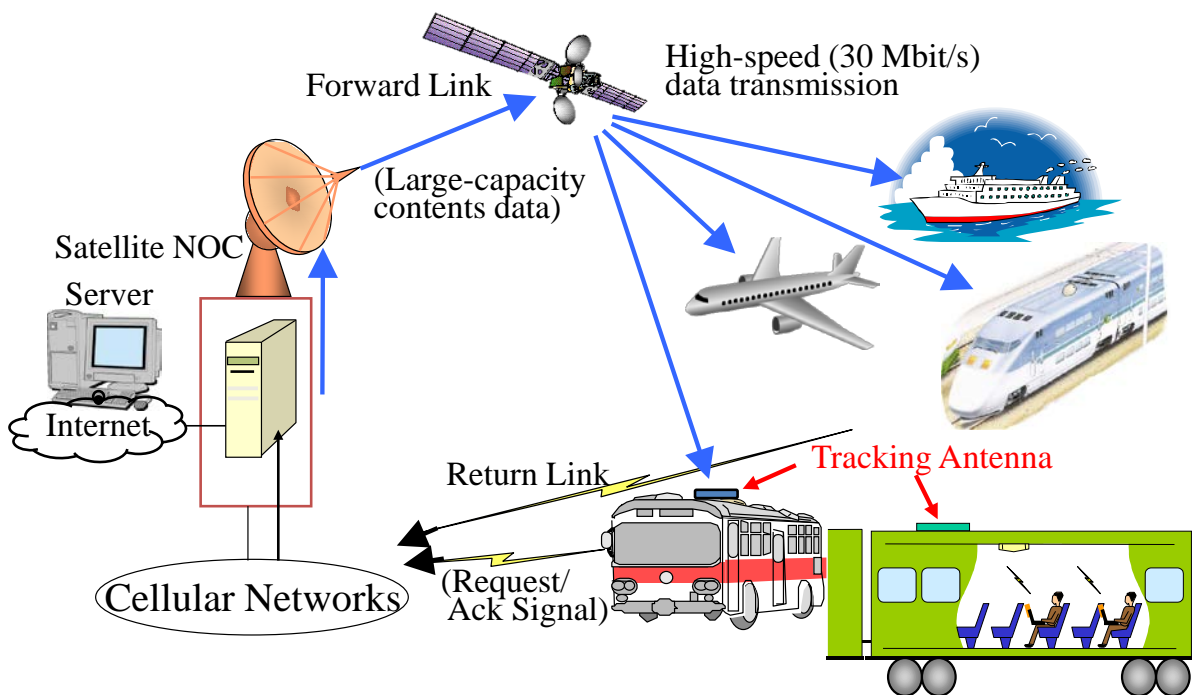 Forward Link
High-speed (30 Mbit/s)
data transmission
(Large-capacity
contents data)
Satellite NOC
Server
Internet
Return Link
Tracking Antenna
(Request/
Ack Signal)
Cellular Networks